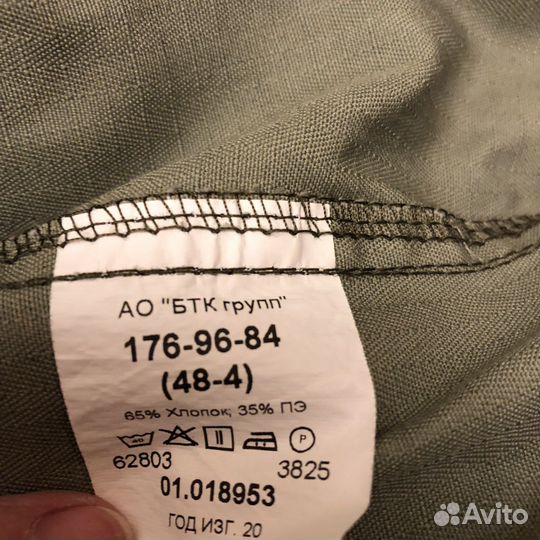 АО "БТК групп"
176-96-84
(48-4)
65% Хлопок; 35% ПЭ
40 P
62803 3825
01.018953
ГОД ИЗГ. 20
Avito